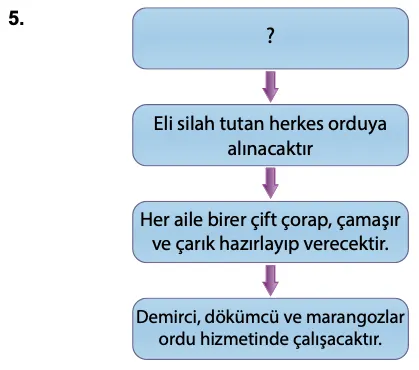 5.
?
Eli silah tutan herkes orduya
alınacaktır
Her aile birer çift çorap, çamaşır
ve çarık hazırlayıp verecektir.
Demirci, dökümcü ve marangozlar
ordu hizmetinde çalışacaktır.